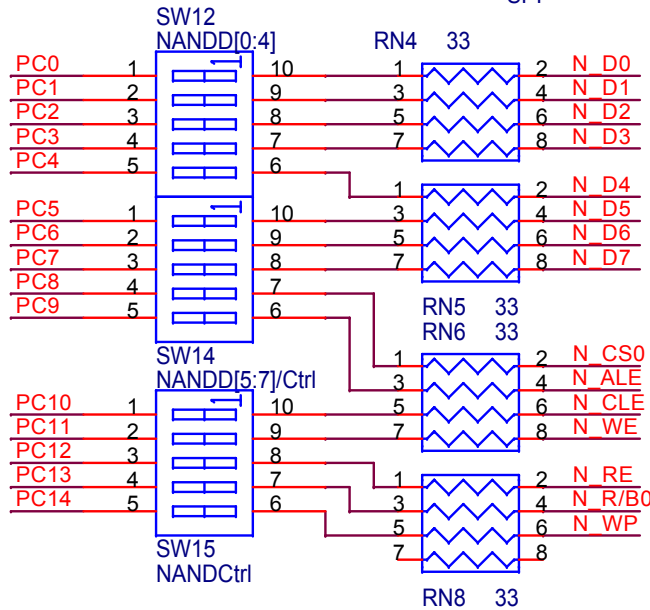 SW12
NANDD[0:4]
RN4 33
PC0 1 10 1 2 N_D0
PC1 2 9 3 4 N_D1
PC2 3 8 5 6 N_D2
PC3 4 7 7 8 N_D3
PC4 5 6
1 2 N_D4
PC5 1 10 3 4 N_D5
PC6 2 9 5 6 N_D6
PC7 3 8 7 8 N_D7
PC8 4 7
PC9 5 6
RN5 33
RN6 33
SW14
NANDD[5:7]/Ctrl
1 2 N_CS0
3 4 N_ALE
PC10 1 10 5 6 N_CLE
PC11 2 9 7 8 N_WE
PC12 3 8
PC13 4 7 1 2 N_RE
PC14 5 6 3 4 N_R/B0
5 6 N_WP
7 8
SW15
NANDCtrl
RN8 33